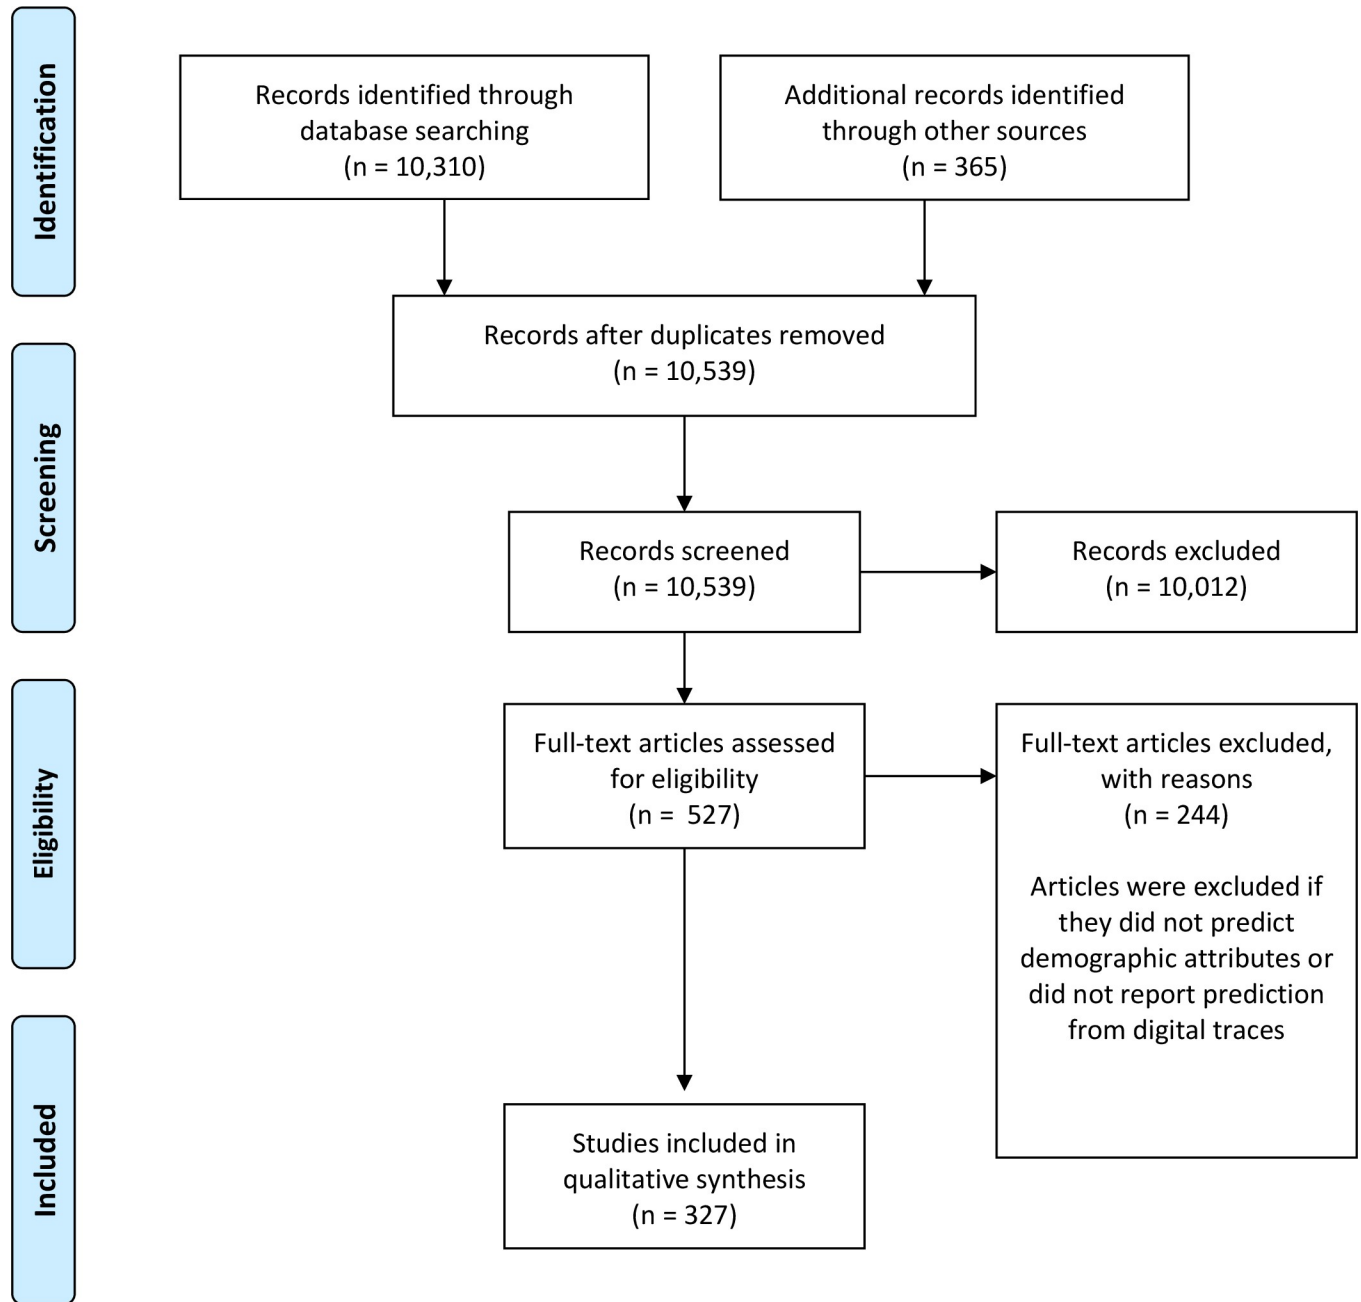 Identification
Records identified through
database searching
(n = 10,310)
Additional records identified
through other sources
(n = 365)
Records after duplicates removed
(n = 10,539)
Screening
Records screened
(n = 10,539)
Records excluded
(n = 10,012)
Eligibility
Full-text articles assessed
for eligibility
(n =  527)
Full-text articles excluded,
with reasons
(n = 244)
Articles were excluded if
they did not predict
demographic attributes or
did not report prediction
from digital traces
Included
Studies included in
qualitative synthesis
(n = 327)